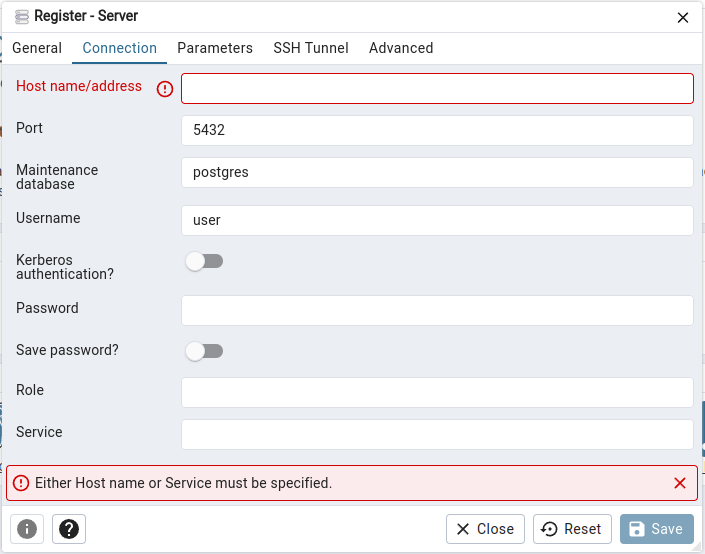 Register - Server
General Connection Parameters SSH Tunnel Advanced
Host name/address
Port 5432
Maintenance
database postgres
Username user
Kerberos
authentication?
Password
Save password?
Role
Service
Either Host name or Service must be specified.
Close Reset Save